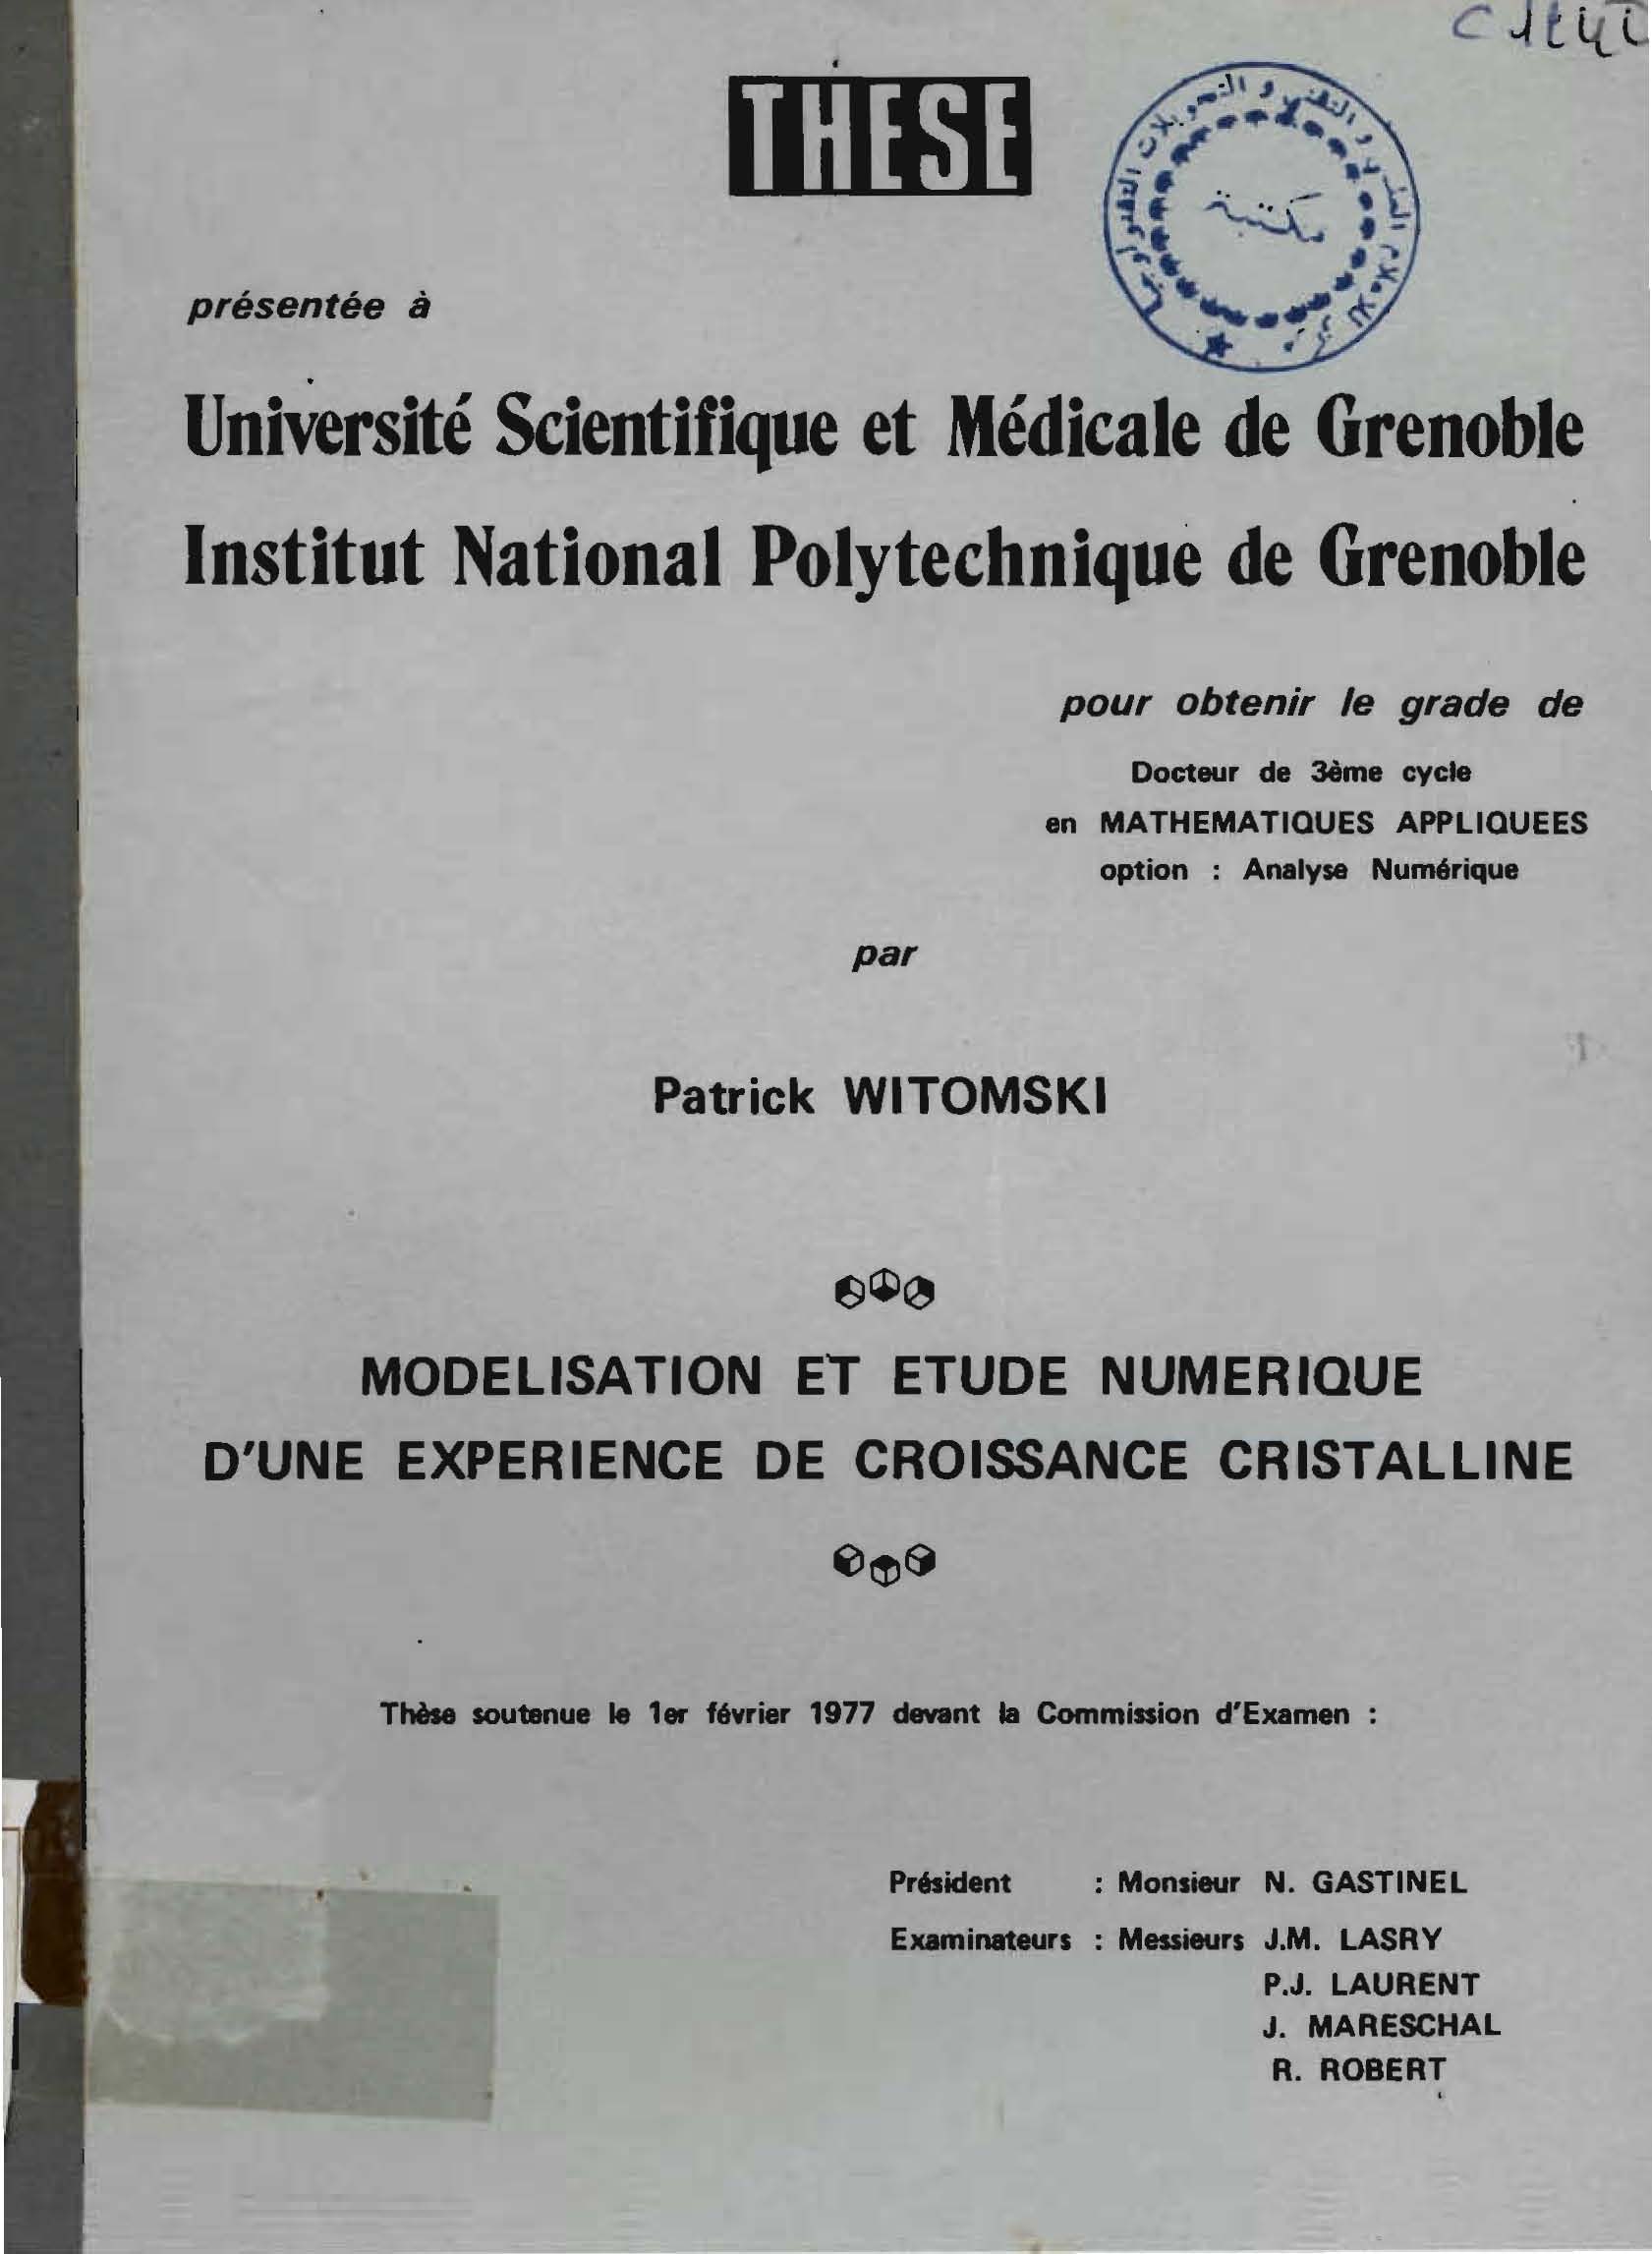 THESE
مكتبة
présentée à
Université Scientifique et Médicale de Grenoble
Institut National Polytechnique de Grenoble
pour obtenir le grade de
Docteur de 3ème cycle
en MATHEMATIQUES APPLIQUEES
option : Analyse Numérique
par
Patrick WITOMSKI
MODELISATION ET ETUDE NUMERIQUE
D'UNE EXPERIENCE DE CROISSANCE CRISTALLINE
Thèse soutenue le 1er février 1977 devant la Commission d'Examen :
Président : Monsieur N. GASTINEL
Examinateurs : Messieurs J.M. LASRY
P.J. LAURENT
J. MARESCHAL
R. ROBERT